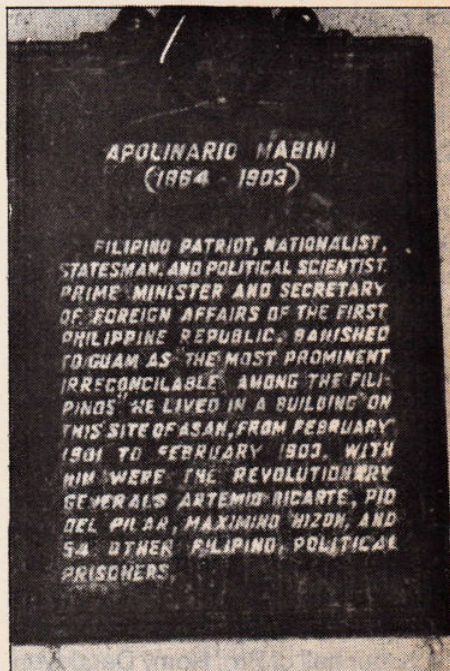 APOLINARIO MABINI
(1864 - 1903)
FILIPINO PATRIOT, NATIONALIST,
STATESMAN, AND POLITICAL SCIENTIST.
PRIME MINISTER AND SECRETARY
OF FOREIGN AFFAIRS OF THE FIRST
PHILIPPINE REPUBLIC. BANISHED
TO GUAM AS "THE MOST PROMINENT
IRRECONCILABLE AMONG THE FILI-
PINOS" HE LIVED IN A BUILDING ON
THIS SITE OF ASAN, FROM FEBRUARY
1901 TO FEBRUARY 1903. WITH
HIM WERE THE REVOLUTIONARY
GENERALS ARTEMIO RICARTE, PIO
DEL PILAR, MAXIMINO HIZON, AND
54 OTHER FILIPINO, POLITICAL
PRISONERS.